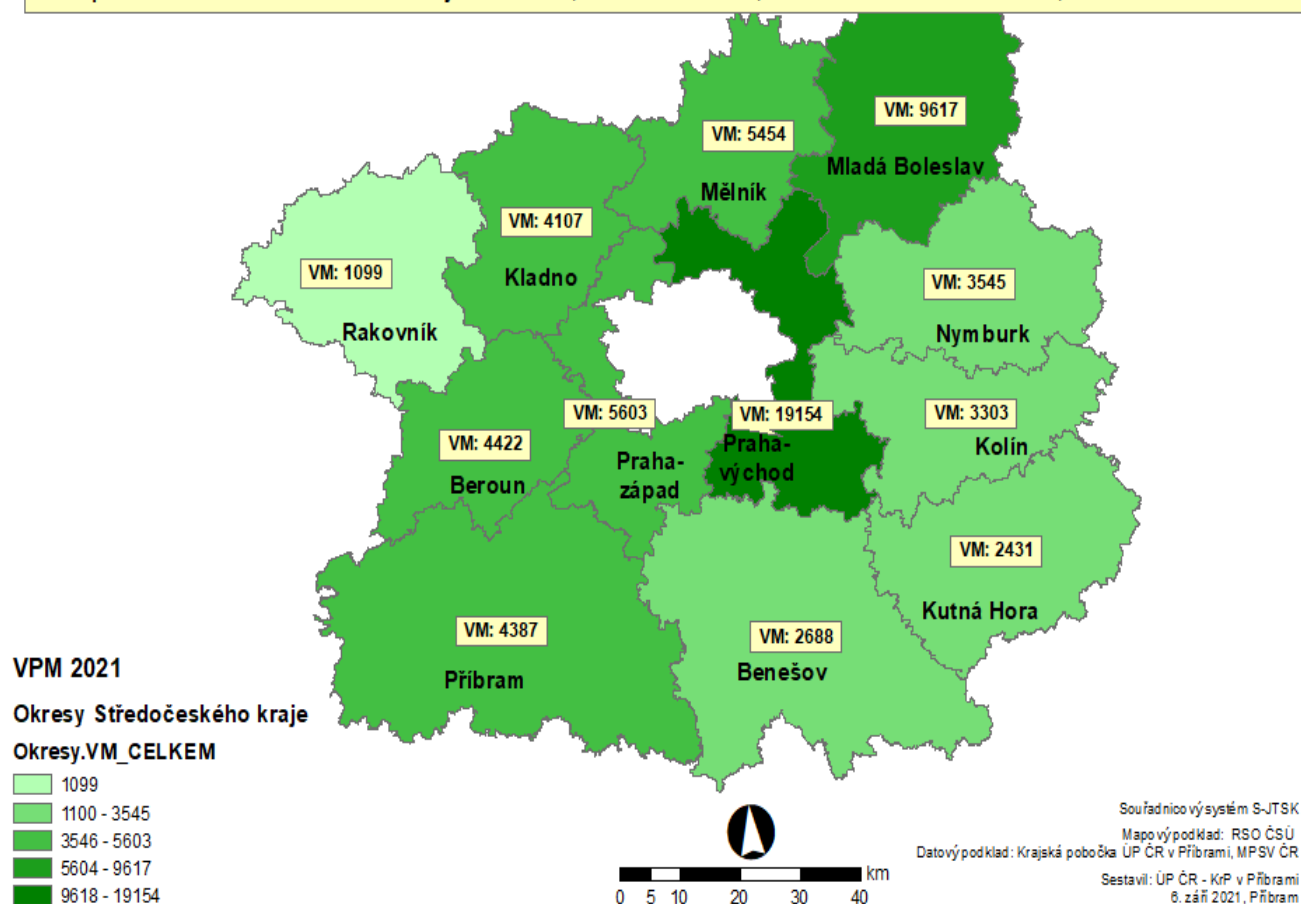 VM: 9617
VM: 5454
Mladá Boleslav
Mělník
VM: 4107
VM: 1099
Kladno
VM: 3545
Rakovník
Nymburk
VM: 5603
VM: 19154
VM: 3303
VM: 4422
Praha-
východ
Kolín
Praha-
západ
Beroun
VM: 2431
Kutná Hora
VM: 4387
VM: 2688
Příbram
Benešov
VPM 2021
Okresy Středočeského kraje
Okresy.VM_CELKEM
1099
1100 - 3545
3546 - 5603
5604 - 9617
9618 - 19154
km
0 5 10 20 30 40
Souřadnicový systém S-JTSK
Mapový podklad: RSO ČSÚ
Datový podklad: Krajská pobočka ÚP ČR v Příbrami, MPSV ČR
Sestavil: ÚP ČR - KrP v Příbrami
6. září 2021, Příbram